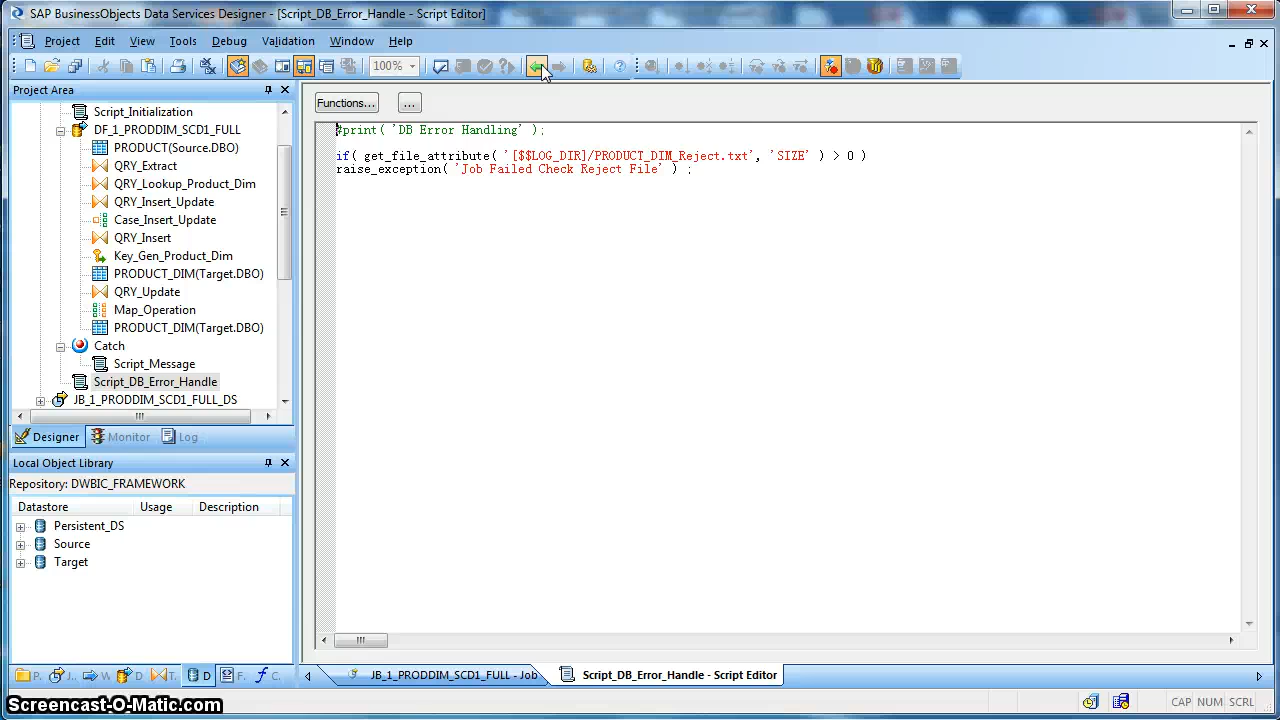 SAP BusinessObjects Data Services Designer - [Script_DB_Error_Handle - Script Editor]
Project Edit View Tools Debug Validation Window Help
100%
Project Area
Script_Initialization
DF_1_PRODDIM_SCD1_FULL
PRODUCT(Source.DBO)
QRY_Extract
QRY_Lookup_Product_Dim
QRY_Insert_Update
Case_Insert_Update
QRY_Insert
Key_Gen_Product_Dim
PRODUCT_DIM(Target.DBO)
QRY_Update
Map_Operation
PRODUCT_DIM(Target.DBO)
Catch
Script_Message
Script_DB_Error_Handle
JB_1_PRODDIM_SCD1_FULL_DS
Designer Monitor Log
Local Object Library
Repository: DWBIC_FRAMEWORK
Datastore Usage Description
Persistent_DS
Source
Target
P.. J.. W D.. T. D F. C.
Functions... ...
#print( 'DB Error Handling' );
if( get_file_attribute( '[$$LOG_DIR]/PRODUCT_DIM_Reject.txt', 'SIZE' ) > 0 )
raise_exception( 'Job Failed Check Reject File' ) ;
JB_1_PRODDIM_SCD1_FULL - Job Script_DB_Error_Handle - Script Editor
CAP NUM SCRL
Screencast-O-Matic.com